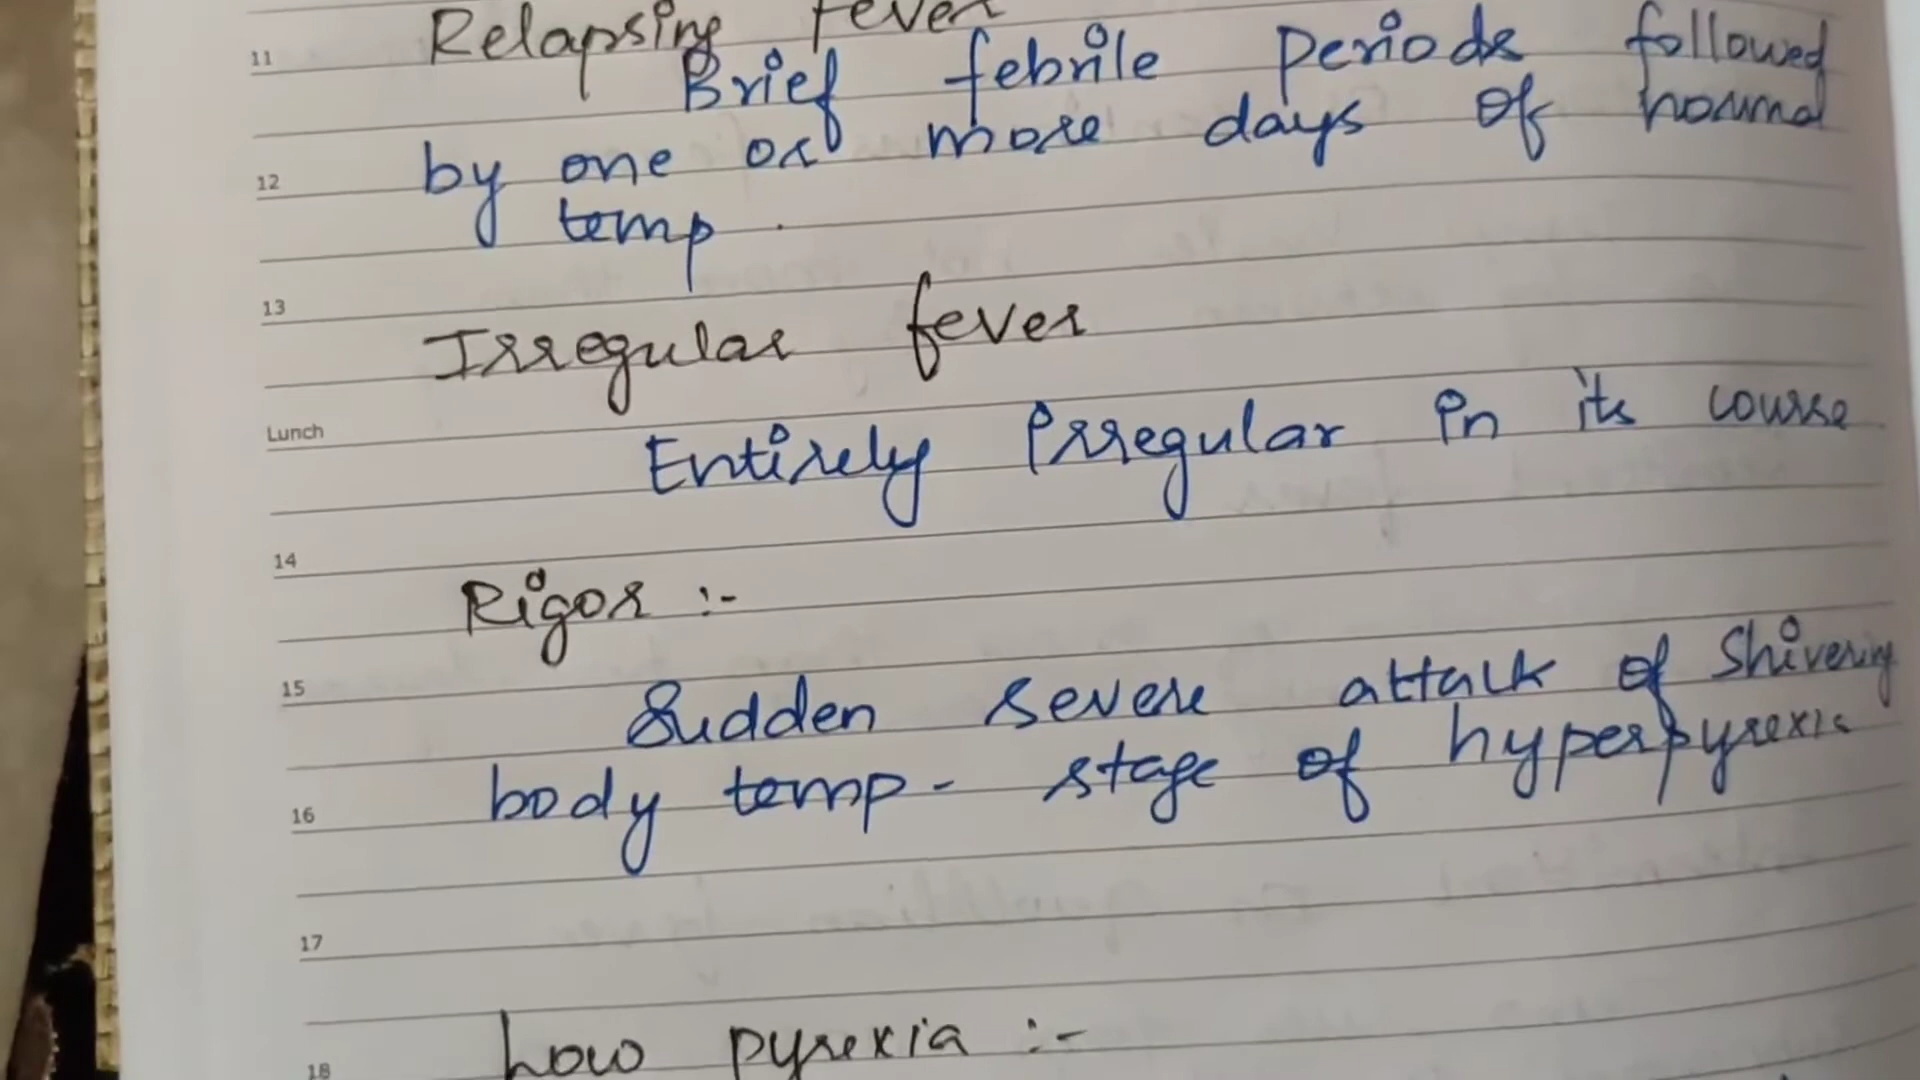 11 Relapsing fever
Brief febrile periods followed
by one or more days of normal
12
temp.
13
Irregular fever
Lunch
Entirely irregular in its course
14
Rigor :-
15
Sudden severe attack of Shivering
body temp - stage of hyperpyrexia
16
17
Low pyrexia :-
18